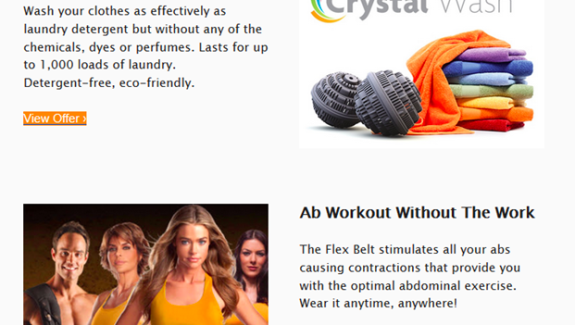 Wash your clothes as effectively as
laundry detergent but without any of the
chemicals, dyes or perfumes. Lasts for up
to 1,000 loads of laundry.
Detergent-free, eco-friendly.
View Offer ›
Crystal Wash
Ab Workout Without The Work
The Flex Belt stimulates all your abs
causing contractions that provide you
with the optimal abdominal exercise.
Wear it anytime, anywhere!